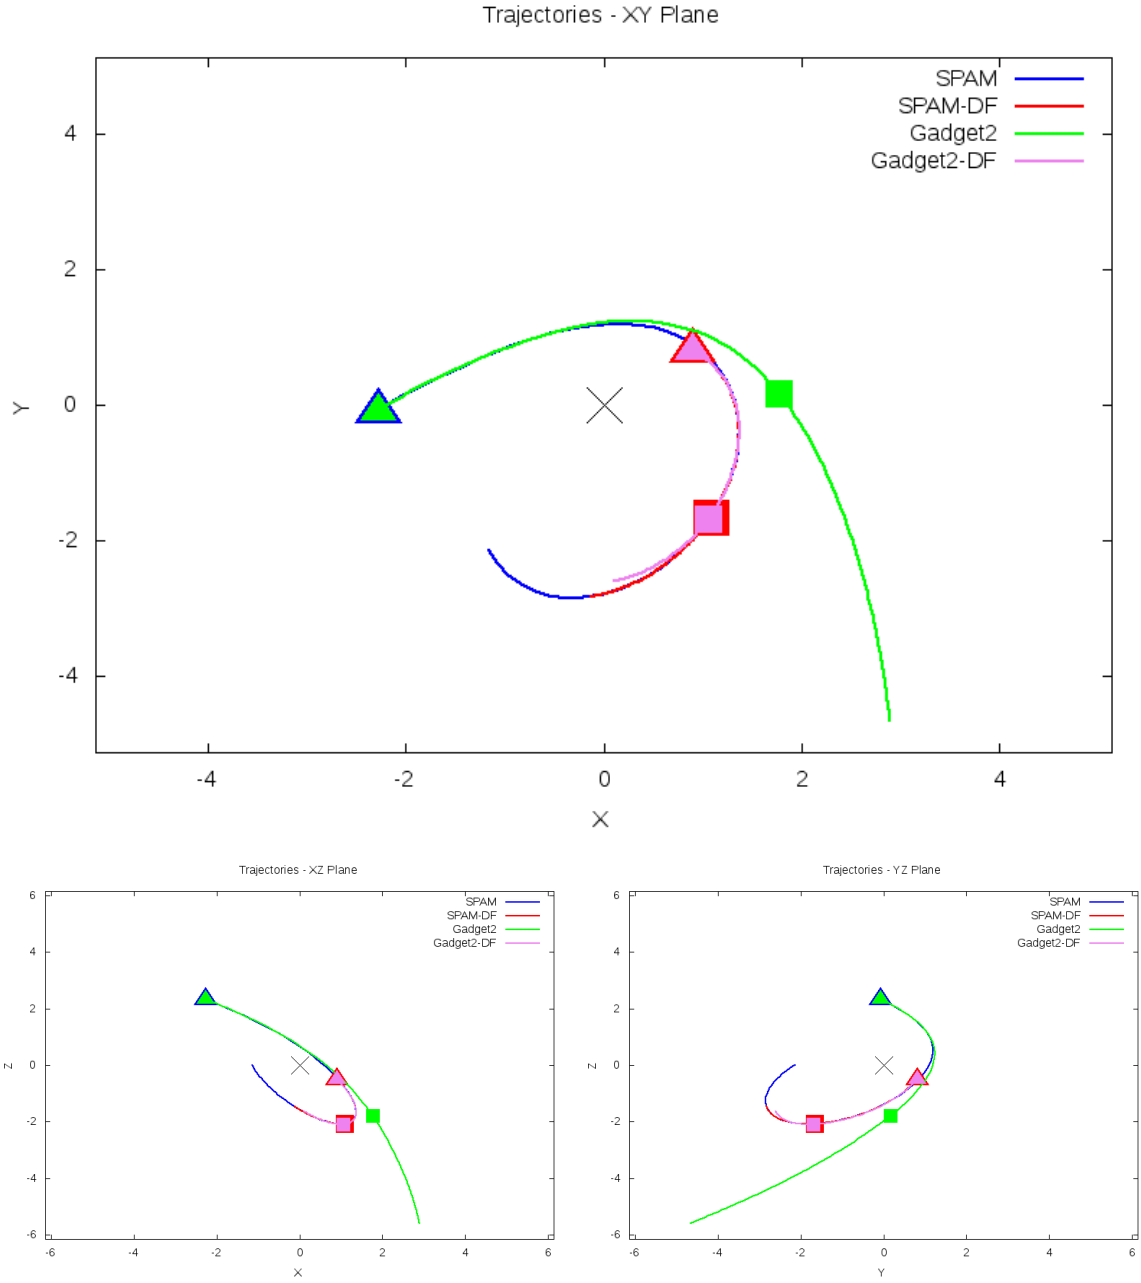 Trajectories - XY Plane
SPAM
SPAM-DF
Gadget2
Gadget2-DF
4
2
0
-2
-4
Y
-4 -2 0 2 4
X
Trajectories - XZ Plane
SPAM
SPAM-DF
Gadget2
Gadget2-DF
6
4
2
0
-2
-4
-6
Z
-6 -4 -2 0 2 4 6
X
Trajectories - YZ Plane
SPAM
SPAM-DF
Gadget2
Gadget2-DF
6
4
2
0
-2
-4
-6
Z
-6 -4 -2 0 2 4 6
Y